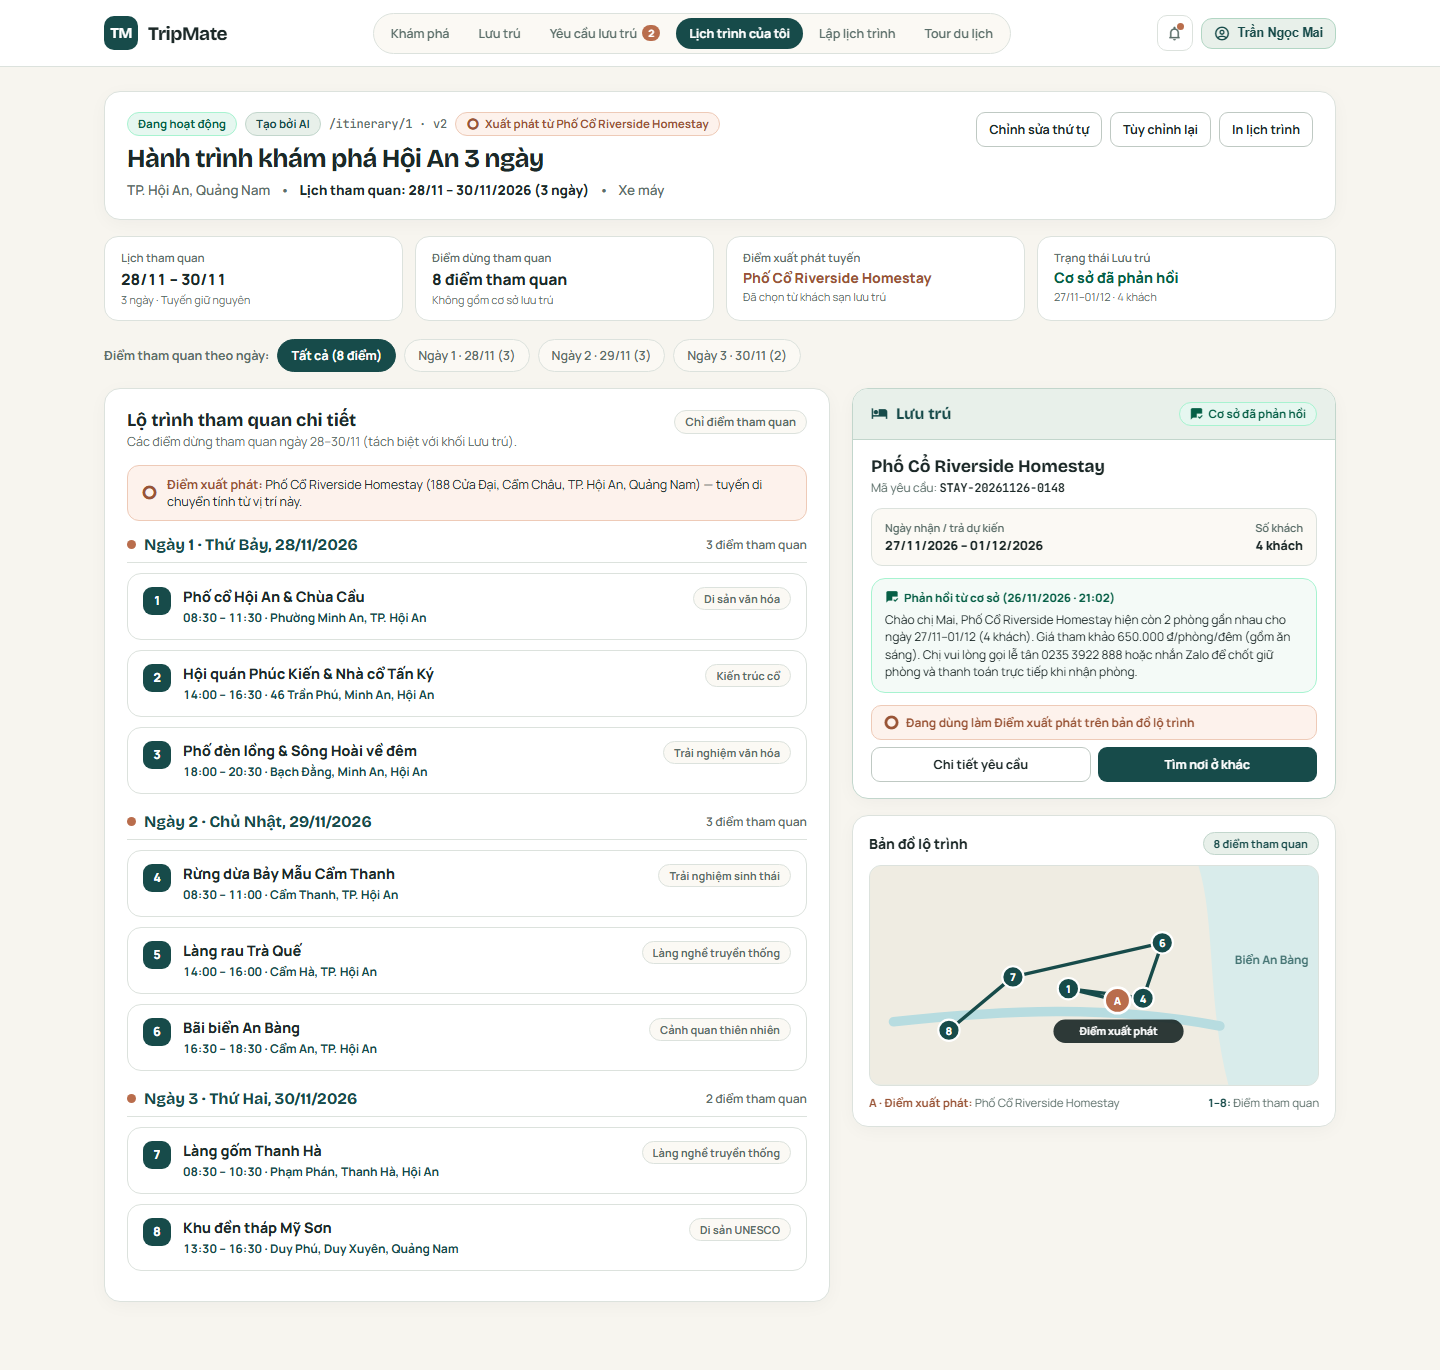 TM TripMate
Khám phá
Lưu trú
Yêu cầu lưu trú 2
Lịch trình của tôi
Lập lịch trình
Tour du lịch
Trần Ngọc Mai
Đang hoạt động
Tạo bởi AI
/itinerary/1 · v2
Xuất phát từ Phố Cổ Riverside Homestay
Chỉnh sửa thứ tự
Tùy chỉnh lại
In lịch trình
Hành trình khám phá Hội An 3 ngày
TP. Hội An, Quảng Nam • Lịch tham quan: 28/11 – 30/11/2026 (3 ngày) • Xe máy
Lịch tham quan
28/11 – 30/11
3 ngày · Tuyến giữ nguyên
Điểm dừng tham quan
8 điểm tham quan
Không gồm cơ sở lưu trú
Điểm xuất phát tuyến
Phố Cổ Riverside Homestay
Đã chọn từ khách sạn lưu trú
Trạng thái Lưu trú
Cơ sở đã phản hồi
27/11–01/12 · 4 khách
Điểm tham quan theo ngày:
Tất cả (8 điểm)
Ngày 1 · 28/11 (3)
Ngày 2 · 29/11 (3)
Ngày 3 · 30/11 (2)
Lộ trình tham quan chi tiết
Chỉ điểm tham quan
Các điểm dừng tham quan ngày 28–30/11 (tách biệt với khối Lưu trú).
Điểm xuất phát: Phố Cổ Riverside Homestay (188 Cửa Đại, Cẩm Châu, TP. Hội An, Quảng Nam) — tuyến di
chuyển tính từ vị trí này.
Ngày 1 · Thứ Bảy, 28/11/2026
3 điểm tham quan
1
Phố cổ Hội An & Chùa Cầu
Di sản văn hóa
08:30 – 11:30 · Phường Minh An, TP. Hội An
2
Hội quán Phúc Kiến & Nhà cổ Tấn Ký
Kiến trúc cổ
14:00 – 16:30 · 46 Trần Phú, Minh An, Hội An
3
Phố đèn lồng & Sông Hoài về đêm
Trải nghiệm văn hóa
18:00 – 20:30 · Bạch Đằng, Minh An, Hội An
Ngày 2 · Chủ Nhật, 29/11/2026
3 điểm tham quan
4
Rừng dừa Bảy Mẫu Cẩm Thanh
Trải nghiệm sinh thái
08:30 – 11:00 · Cẩm Thanh, TP. Hội An
5
Làng rau Trà Quế
Làng nghề truyền thống
14:00 – 16:00 · Cẩm Hà, TP. Hội An
6
Bãi biển An Bàng
Cảnh quan thiên nhiên
16:30 – 18:30 · Cẩm An, TP. Hội An
Ngày 3 · Thứ Hai, 30/11/2026
2 điểm tham quan
7
Làng gốm Thanh Hà
Làng nghề truyền thống
08:30 – 10:30 · Phạm Phán, Thanh Hà, Hội An
8
Khu đền tháp Mỹ Sơn
Di sản UNESCO
13:30 – 16:30 · Duy Phú, Duy Xuyên, Quảng Nam
Lưu trú
Cơ sở đã phản hồi
Phố Cổ Riverside Homestay
Mã yêu cầu: STAY-20261126-0148
Ngày nhận / trả dự kiến
Số khách
27/11/2026 – 01/12/2026
4 khách
Phản hồi từ cơ sở (26/11/2026 · 21:02)
Chào chị Mai, Phố Cổ Riverside Homestay hiện còn 2 phòng gần nhau cho
ngày 27/11–01/12 (4 khách). Giá tham khảo 650.000 đ/phòng/đêm (gồm ăn
sáng). Chị vui lòng gọi lễ tân 0235 3922 888 hoặc nhắn Zalo để chốt giữ
phòng và thanh toán trực tiếp khi nhận phòng.
Đang dùng làm Điểm xuất phát trên bản đồ lộ trình
Chi tiết yêu cầu
Tìm nơi ở khác
Bản đồ lộ trình
8 điểm tham quan
6
Biển An Bàng
7
1
A
4
8
Điểm xuất phát
A · Điểm xuất phát: Phố Cổ Riverside Homestay
1–8: Điểm tham quan